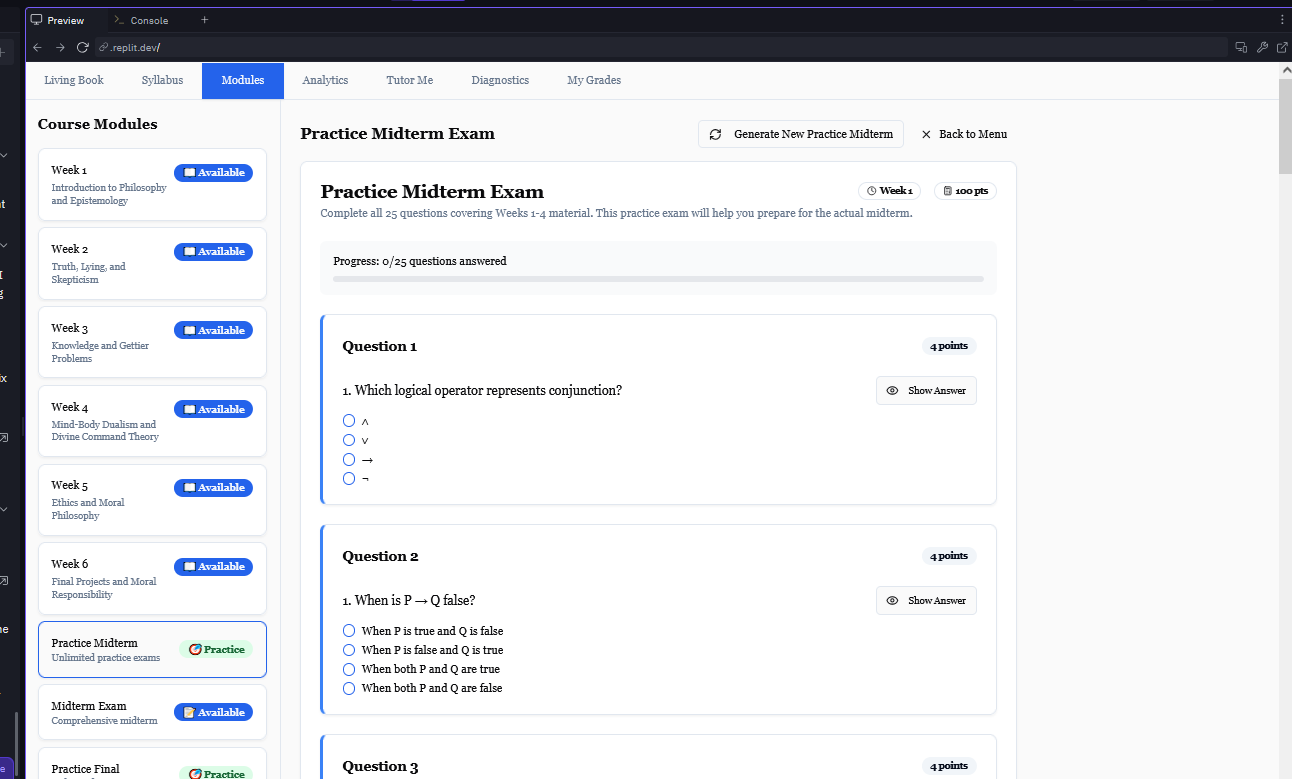 Preview
Console
.replit.dev/
Living Book
Syllabus
Modules
Analytics
Tutor Me
Diagnostics
My Grades
Course Modules
Week 1
Introduction to Philosophy
and Epistemology
Available
Week 2
Truth, Lying, and
Skepticism
Available
Week 3
Knowledge and Gettier
Problems
Available
Week 4
Mind-Body Dualism and
Divine Command Theory
Available
Week 5
Ethics and Moral
Philosophy
Available
Week 6
Final Projects and Moral
Responsibility
Available
Practice Midterm
Unlimited practice exams
Practice
Midterm Exam
Comprehensive midterm
Available
Practice Final
Practice
Practice Midterm Exam
Generate New Practice Midterm
Back to Menu
Practice Midterm Exam
Week 1
100 pts
Complete all 25 questions covering Weeks 1-4 material. This practice exam will help you prepare for the actual midterm.
Progress: 0/25 questions answered
Question 1
4 points
1. Which logical operator represents conjunction?
Show Answer
∧
∨
→
¬
Question 2
4 points
1. When is P → Q false?
Show Answer
When P is true and Q is false
When P is false and Q is true
When both P and Q are true
When both P and Q are false
Question 3
4 points